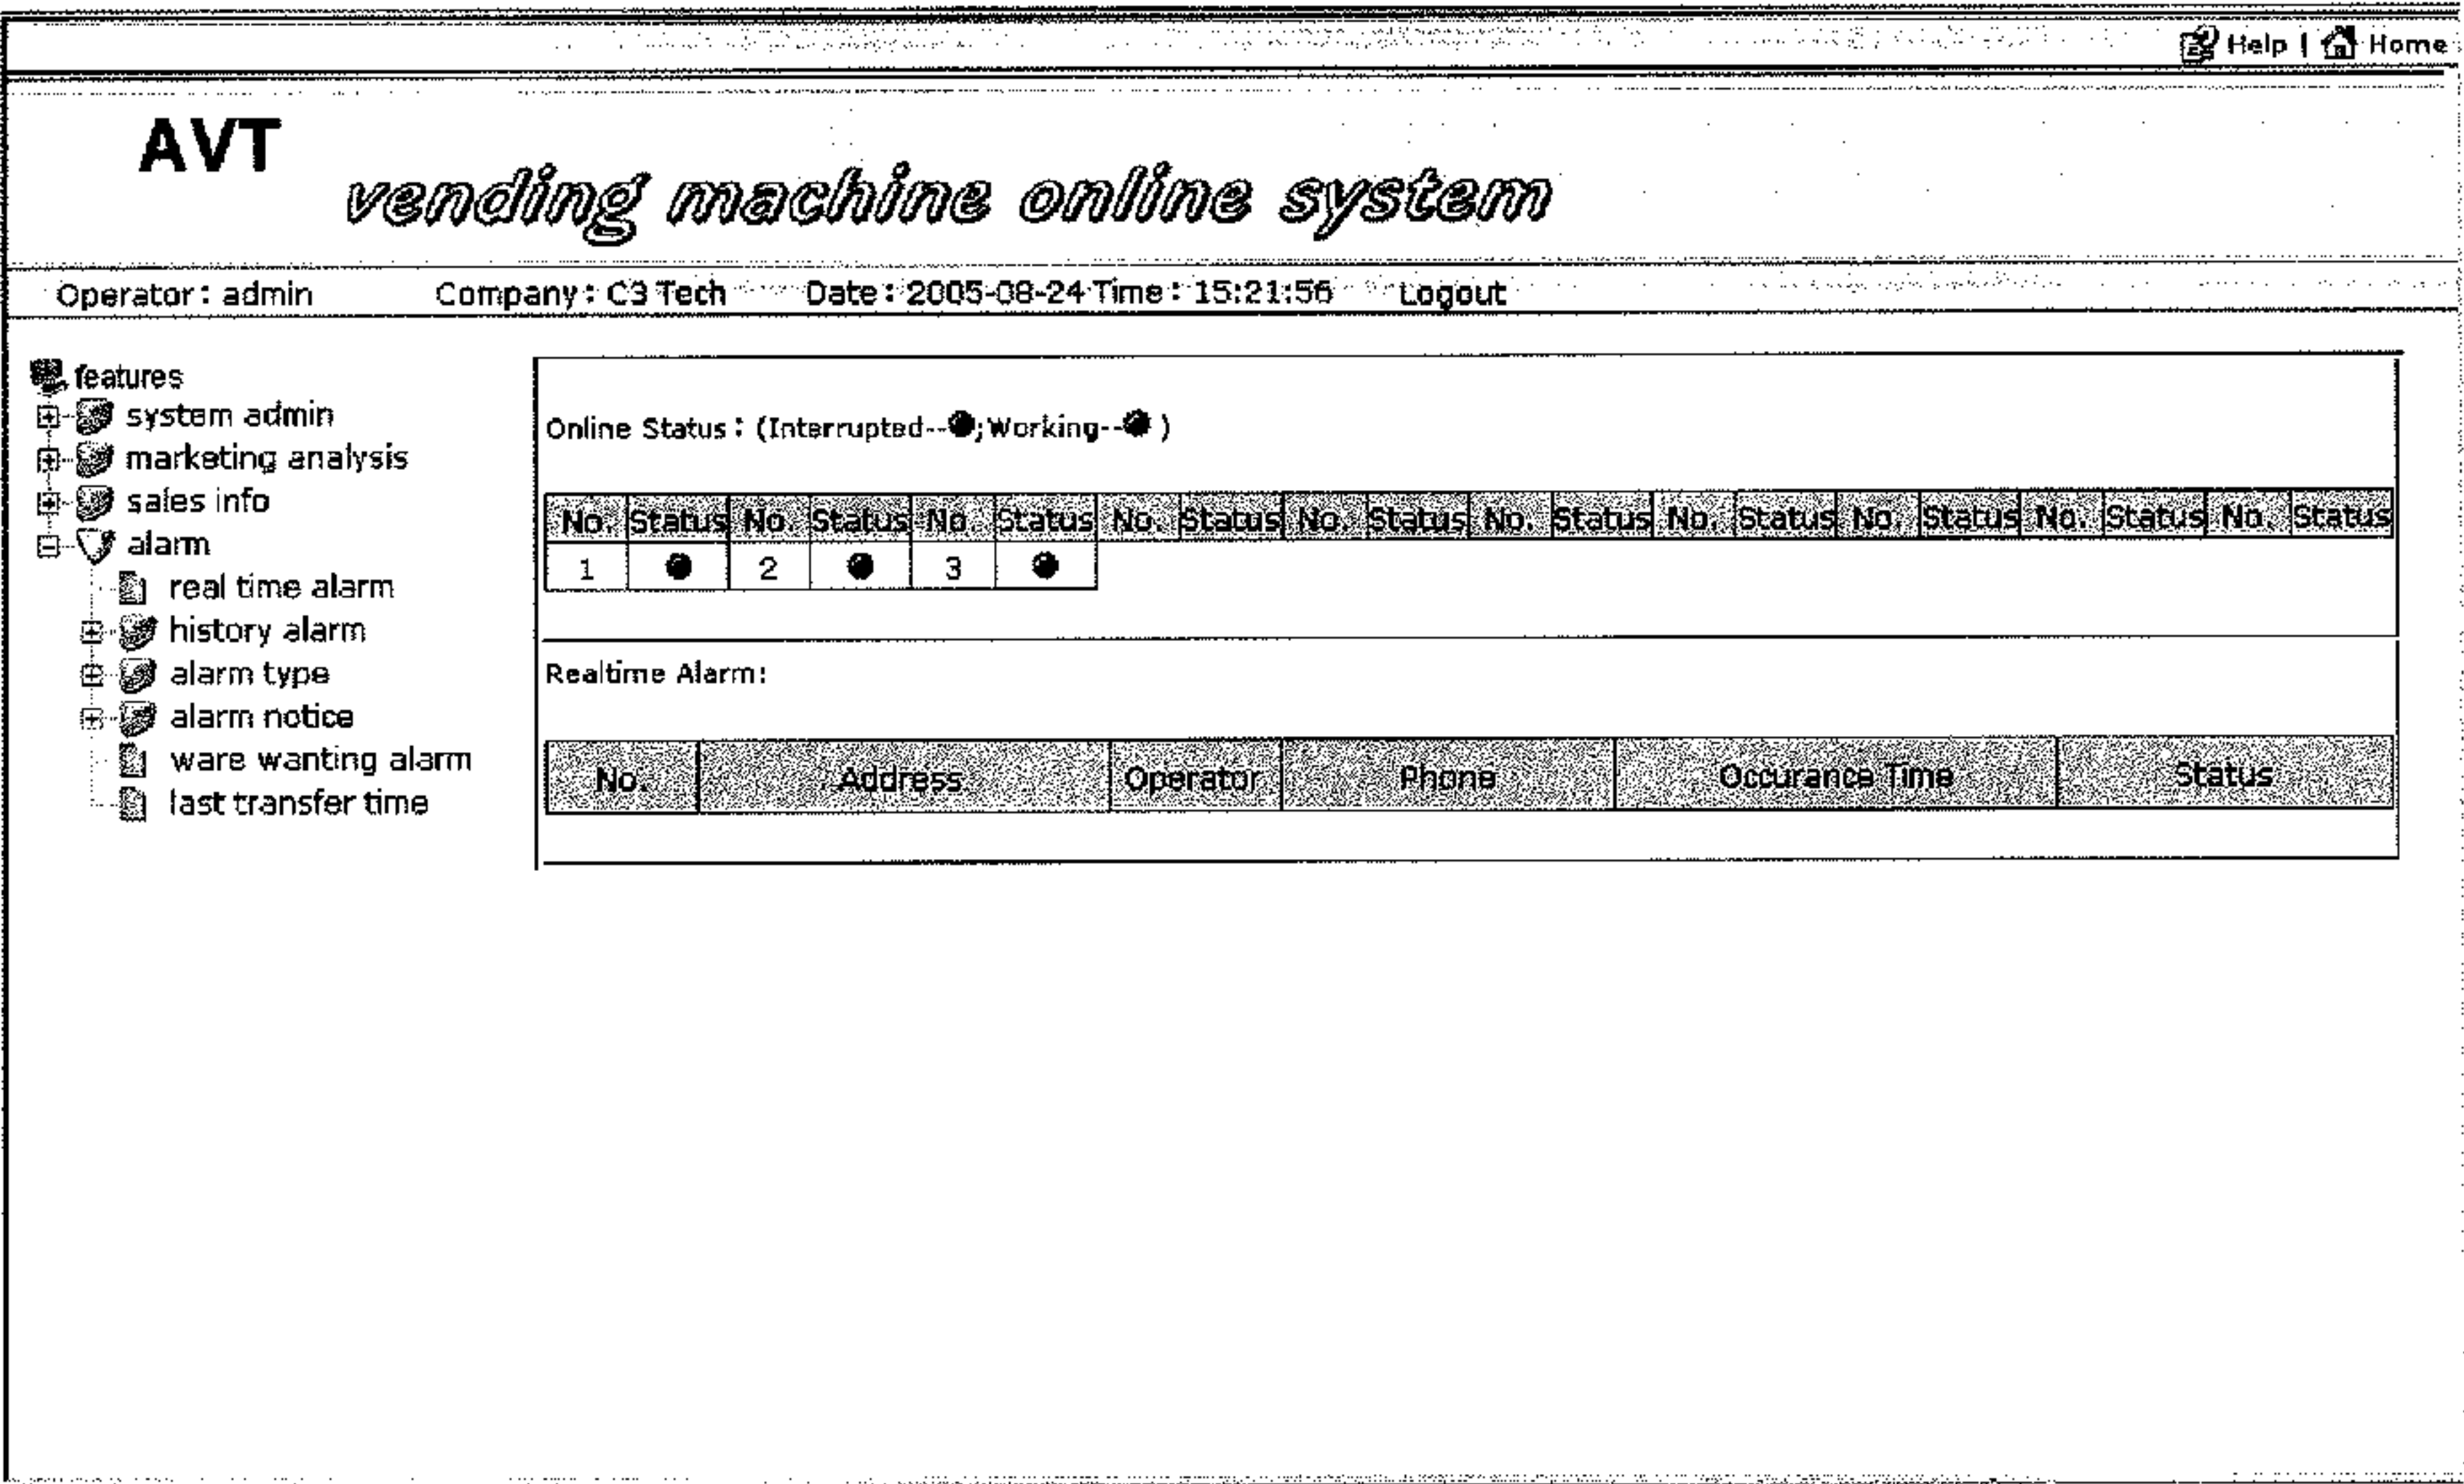 Help | Home
AVT
vending machine online system
Operator: admin Company: C3 Tech Date: 2005-08-24 Time: 15:21:56 Logout
features
system admin
marketing analysis
sales info
alarm
real time alarm
history alarm
alarm type
alarm notice
ware wanting alarm
last transfer time
Online Status: (Interrupted--●;Working--● )
No. Status No. Status No. Status No. Status No. Status No. Status No. Status No. Status No. Status No. Status
1 ● 2 ● 3 ●
Realtime Alarm:
No. Address Operator Phone Occurance Time Status